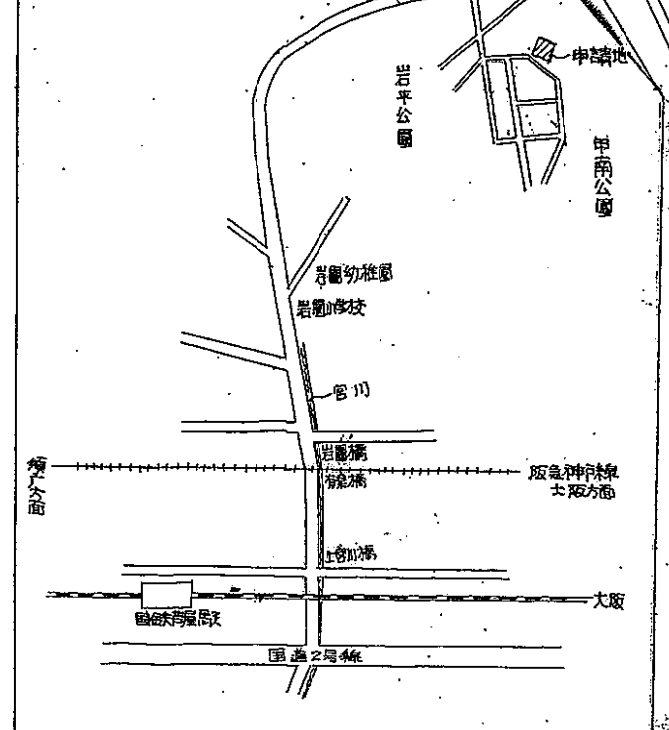 申請地
岩平公園
甲南公園
岩園幼稚園
岩園小学校
宮川
岩園橋
阪急神戸線
大阪方面
神戸方面
上宮川橋
大阪
国鉄芦屋駅
国道2号線